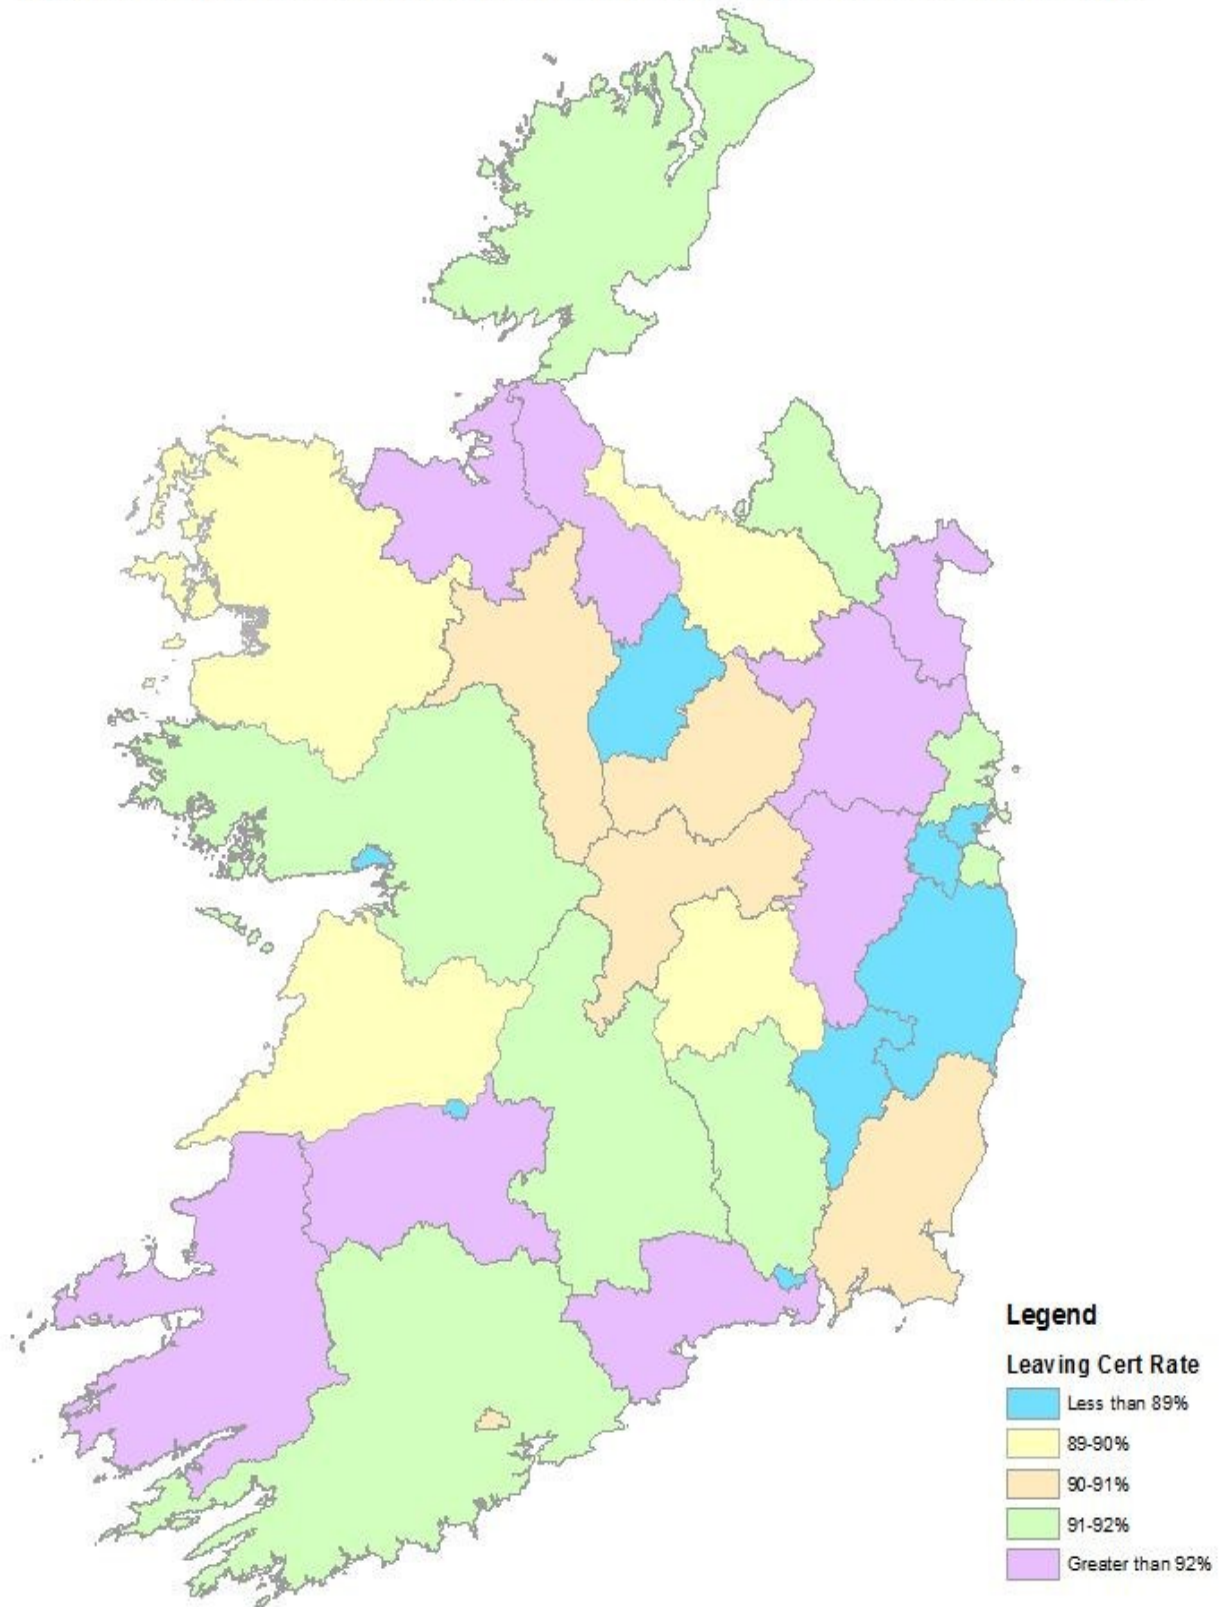 Legend
Leaving Cert Rate
Less than 89%
89-90%
90-91%
91-92%
Greater than 92%